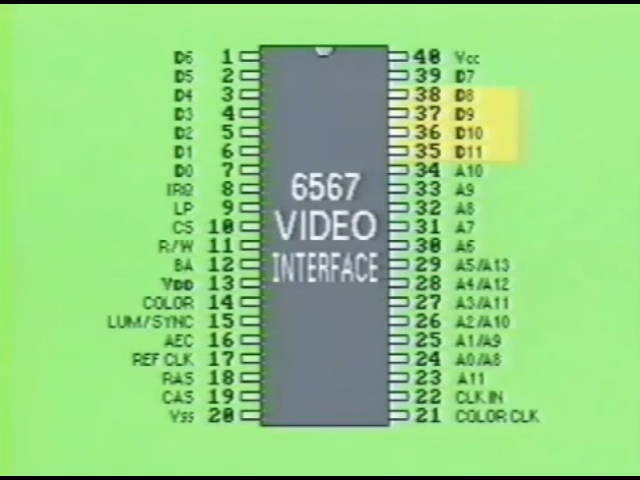 D6 1 40 Vcc
D5 2 39 D7
D4 3 38 D8
D3 4 37 D9
D2 5 36 D10
D1 6 35 D11
D0 7 34 A10
IRQ 8 33 A9
LP 9 32 A8
CS 10 31 A7
R/W 11 30 A6
BA 12 29 A5/A13
VDD 13 28 A4/A12
COLOR 14 27 A3/A11
LUM/SYNC 15 26 A2/A10
AEC 16 25 A1/A9
REF CLK 17 24 A0/A8
RAS 18 23 A11
CAS 19 22 CLK IN
Vss 20 21 COLOR CLK
6567
VIDEO
INTERFACE